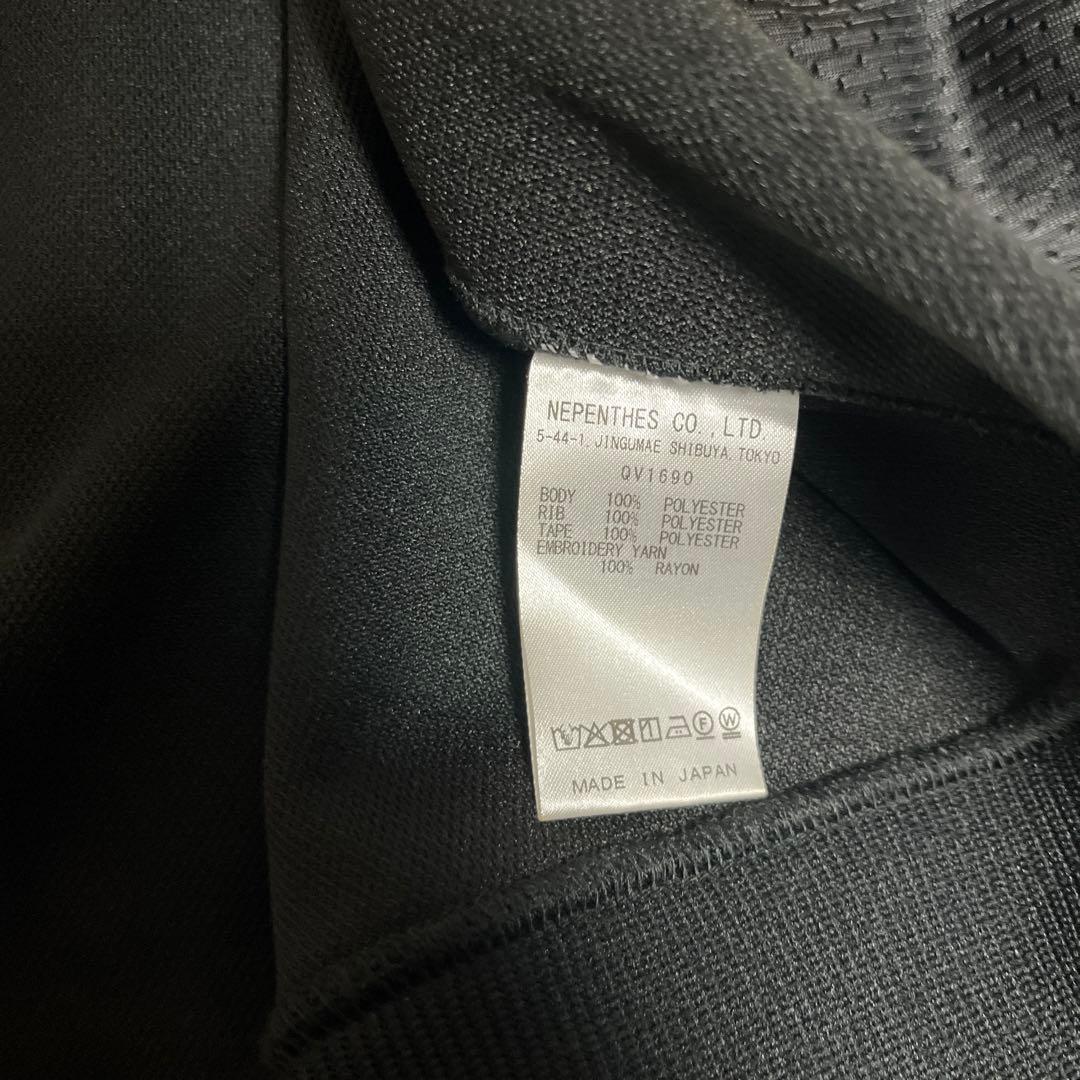 NEPENTHES CO., LTD.
5-44-1, JINGUMAE SHIBUYA, TOKYO
QV1690
BODY 100% POLYESTER
RIB 100% POLYESTER
TAPE 100% POLYESTER
EMBROIDERY YARN
100% RAYON
F W
MADE IN JAPAN